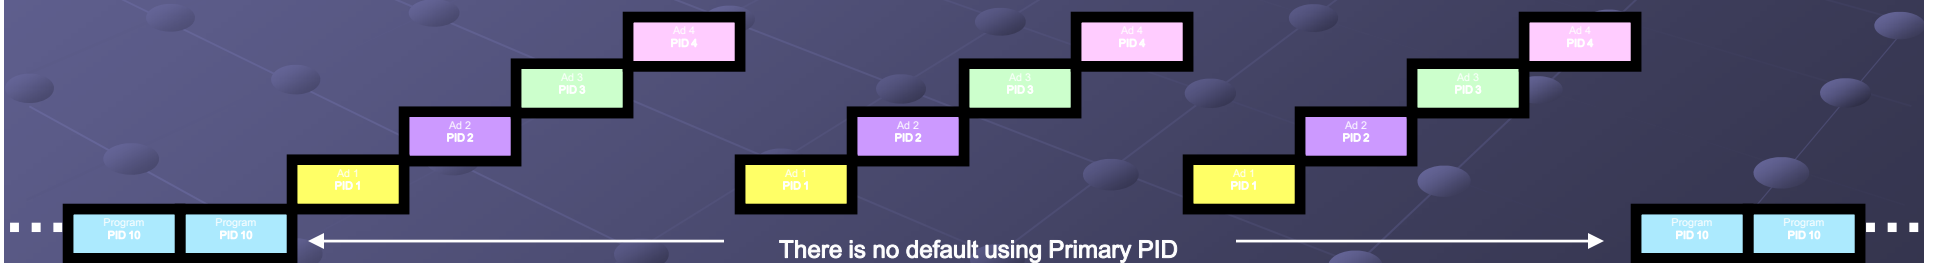 Ad 4
PID 4
Ad 4
PID 4
Ad 4
PID 4
Ad 3
PID 3
Ad 3
PID 3
Ad 3
PID 3
Ad 2
PID 2
Ad 2
PID 2
Ad 2
PID 2
Ad 1
PID 1
Ad 1
PID 1
Ad 1
PID 1
Program
PID 10
Program
PID 10
Program
PID 10
Program
PID 10
There is no default using Primary PID